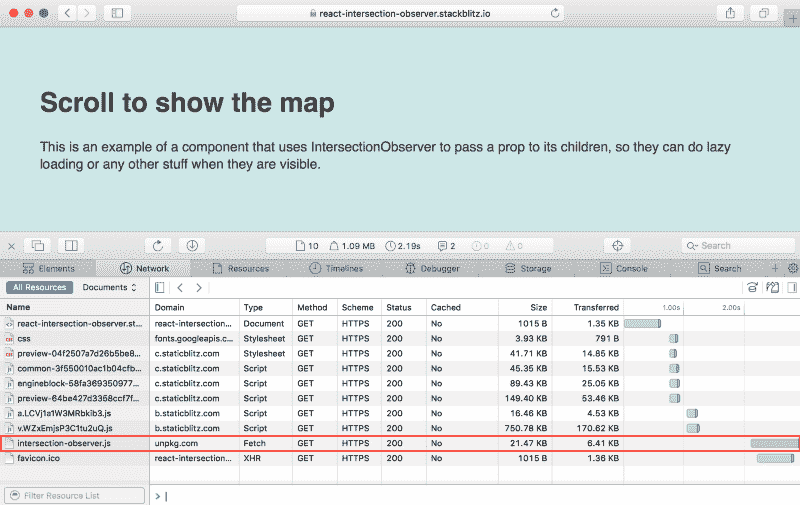 react-intersection-observer.stackblitz.io
Scroll to show the map
This is an example of a component that uses IntersectionObserver to pass a prop to its children, so they can do lazy
loading or any other stuff when they are visible.
10 1.09 MB 2.19s 2 0 0 Search
Elements Network Resources Timelines Debugger Storage Console Search
All Resources Documents
Name Domain Type Method Scheme Status Cached Size Transferred 1.00s 2.00s
react-intersection-observer.st... react-intersection... Document GET HTTPS 200 No 1015 B 1.35 KB
css fonts.googleapis.c... Stylesheet GET HTTPS 200 No 3.93 KB 791 B
preview-04f2507a7d26b5be8... c.staticblitz.com Stylesheet GET HTTPS 200 No 41.71 KB 14.85 KB
common-3f550010ac1b04cfb... c.staticblitz.com Script GET HTTPS 200 No 45.35 KB 15.53 KB
engineblock-58fa369350977... c.staticblitz.com Script GET HTTPS 200 No 89.43 KB 25.05 KB
preview-64be427d3358ccf7f... c.staticblitz.com Script GET HTTPS 200 No 149.40 KB 53.46 KB
a.LCVj1a1W3MRbkib3.js b.staticblitz.com Script GET HTTPS 200 No 16.46 KB 4.53 KB
v.WZxEmjsP3C1tu2uQ.js b.staticblitz.com Script GET HTTPS 200 No 750.78 KB 170.62 KB
intersection-observer.js unpkg.com Fetch GET HTTPS 200 No 21.47 KB 6.41 KB
favicon.ico react-intersection... XHR GET HTTPS 200 No 1015 B 1.36 KB
Filter Resource List